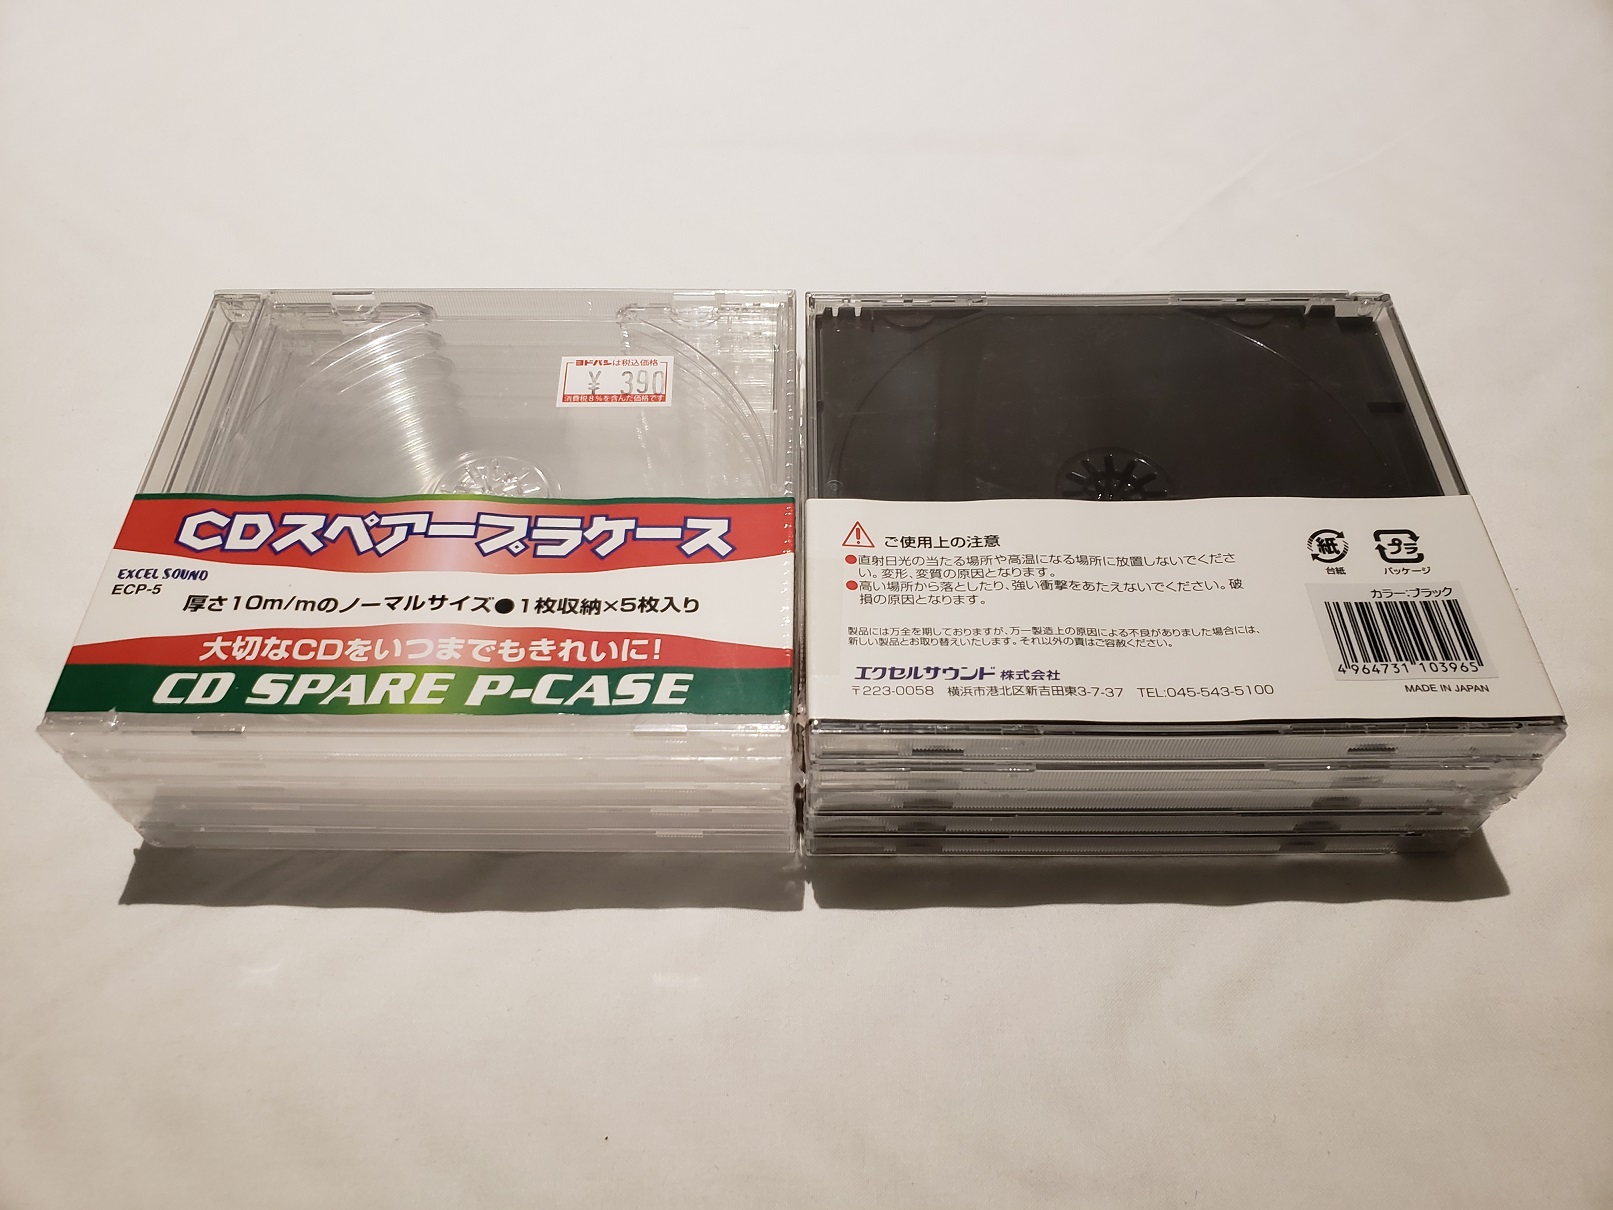 ヨドバシは税込価格
¥ 390
消費税8%を含んだ価格です
CDスペアープラケース
EXCEL SOUND
ECP-5
厚さ10m/mのノーマルサイズ●1枚収納×5枚入り
大切なCDをいつまでもきれいに!
CD SPARE P-CASE
ご使用上の注意
●直射日光の当たる場所や高温になる場所に放置しないでくださ
い。変形、変質の原因となります。
●高い場所から落としたり、強い衝撃をあたえないでください。破
損の原因となります。
製品には万全を期しておりますが、万一製造上の原因による不良がありました場合には、
新しい製品とお取り替えいたします。それ以外の責はご容赦ください。
エクセルサウンド株式会社
〒223-0058 横浜市港北区新吉田東3-7-37 TEL:045-543-5100
紙
台紙
プラ
パッケージ
カラー:ブラック
4964731103965
MADE IN JAPAN